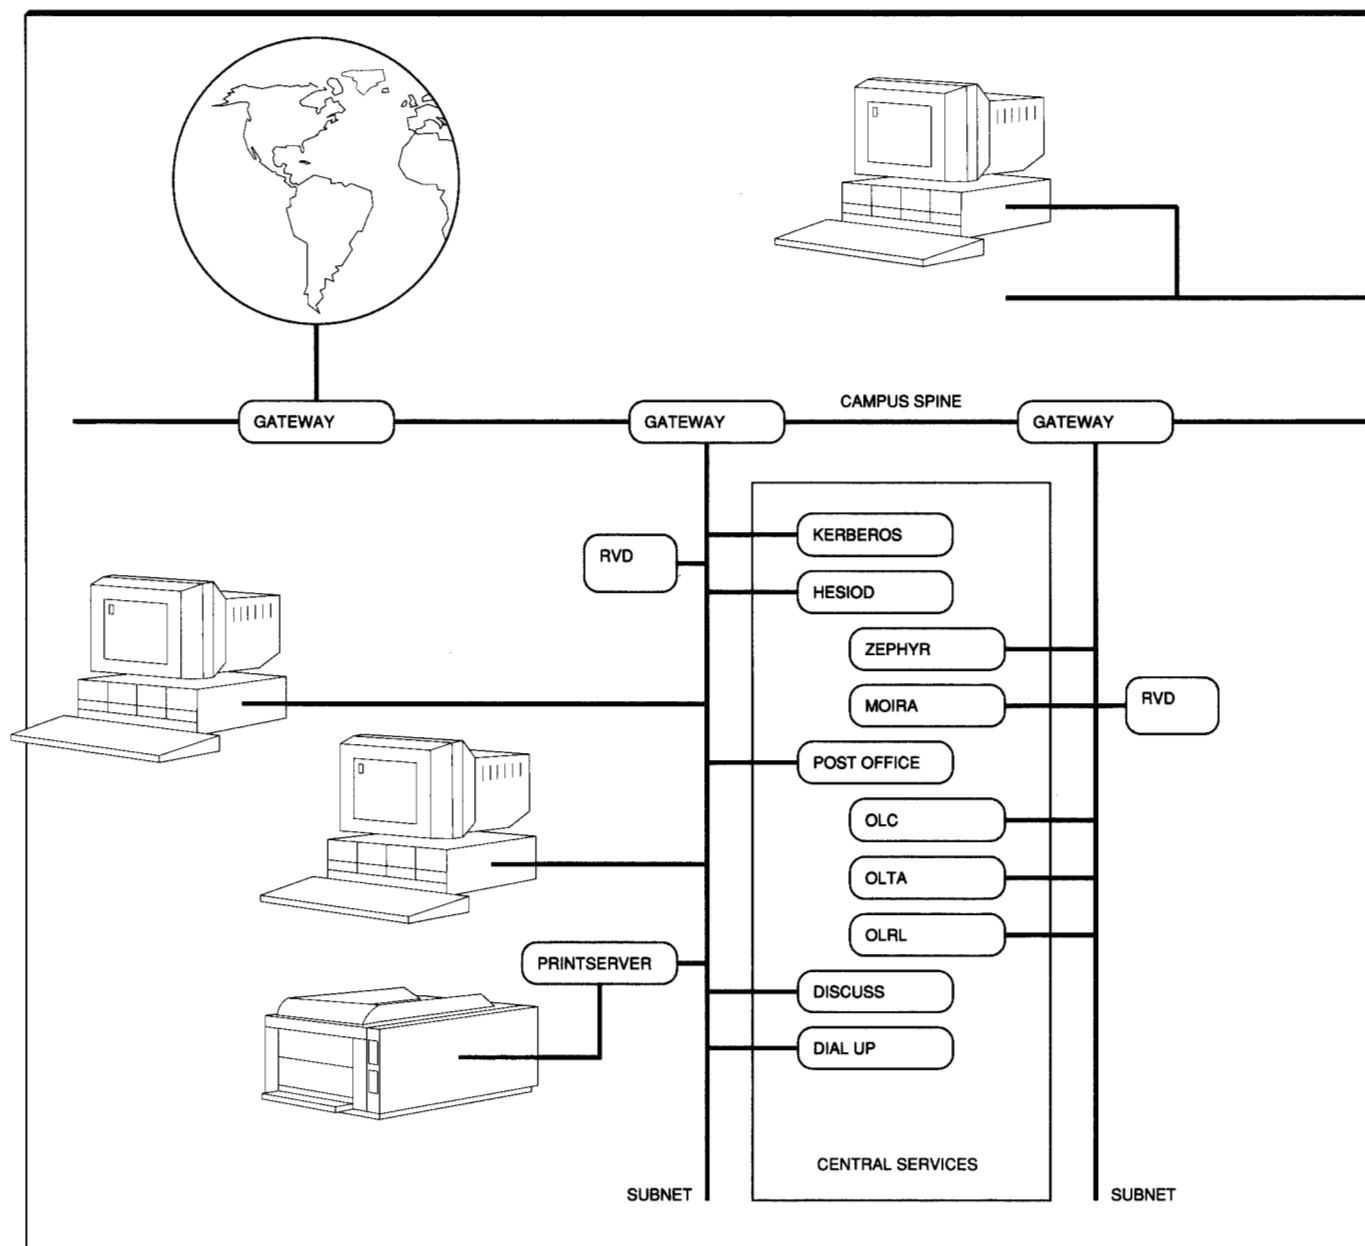 CAMPUS SPINE
GATEWAY
GATEWAY
GATEWAY
KERBEROS
RVD
HESIOD
ZEPHYR
MOIRA
RVD
POST OFFICE
OLC
OLTA
OLRL
PRINTSERVER
DISCUSS
DIAL UP
CENTRAL SERVICES
SUBNET
SUBNET